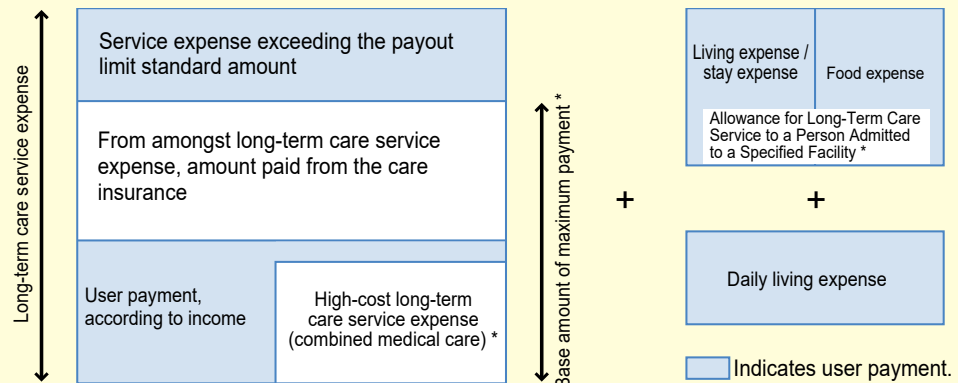 Long-term care service expense
Service expense exceeding the payout
limit standard amount
From amongst long-term care service
expense, amount paid from the care
insurance
User payment,
according to income
High-cost long-term
care service expense
(combined medical care) *
Base amount of maximum payment *
+
Living expense /
stay expense
Food expense
Allowance for Long-Term Care
Service to a Person Admitted
to a Specified Facility *
+
Daily living expense
Indicates user payment.